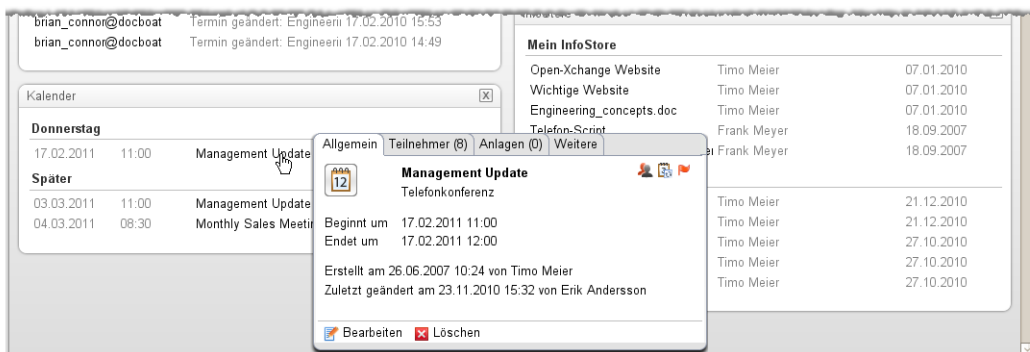 brian_connor@docboat Termin geändert: Engineerii 17.02.2010 15:53
brian_connor@docboat Termin geändert: Engineerii 17.02.2010 14:49
Kalender
Donnerstag
17.02.2011 11:00 Management Update
Später
03.03.2011 11:00 Management Update
04.03.2011 08:30 Monthly Sales Meetin
InfoStore
Mein InfoStore
Open-Xchange Website Timo Meier 07.01.2010
Wichtige Website Timo Meier 07.01.2010
Engineering_concepts.doc Timo Meier 07.01.2010
Telefon-Script Frank Meyer 18.09.2007
Frank Meyer 18.09.2007
Timo Meier 21.12.2010
Timo Meier 21.12.2010
Timo Meier 27.10.2010
Timo Meier 27.10.2010
Timo Meier 27.10.2010
Allgemein Teilnehmer (8) Anlagen (0) Weitere
12
Management Update
Telefonkonferenz
Beginnt um 17.02.2011 11:00
Endet um 17.02.2011 12:00
Erstellt am 26.06.2007 10:24 von Timo Meier
Zuletzt geändert am 23.11.2010 15:32 von Erik Andersson
Bearbeiten Löschen